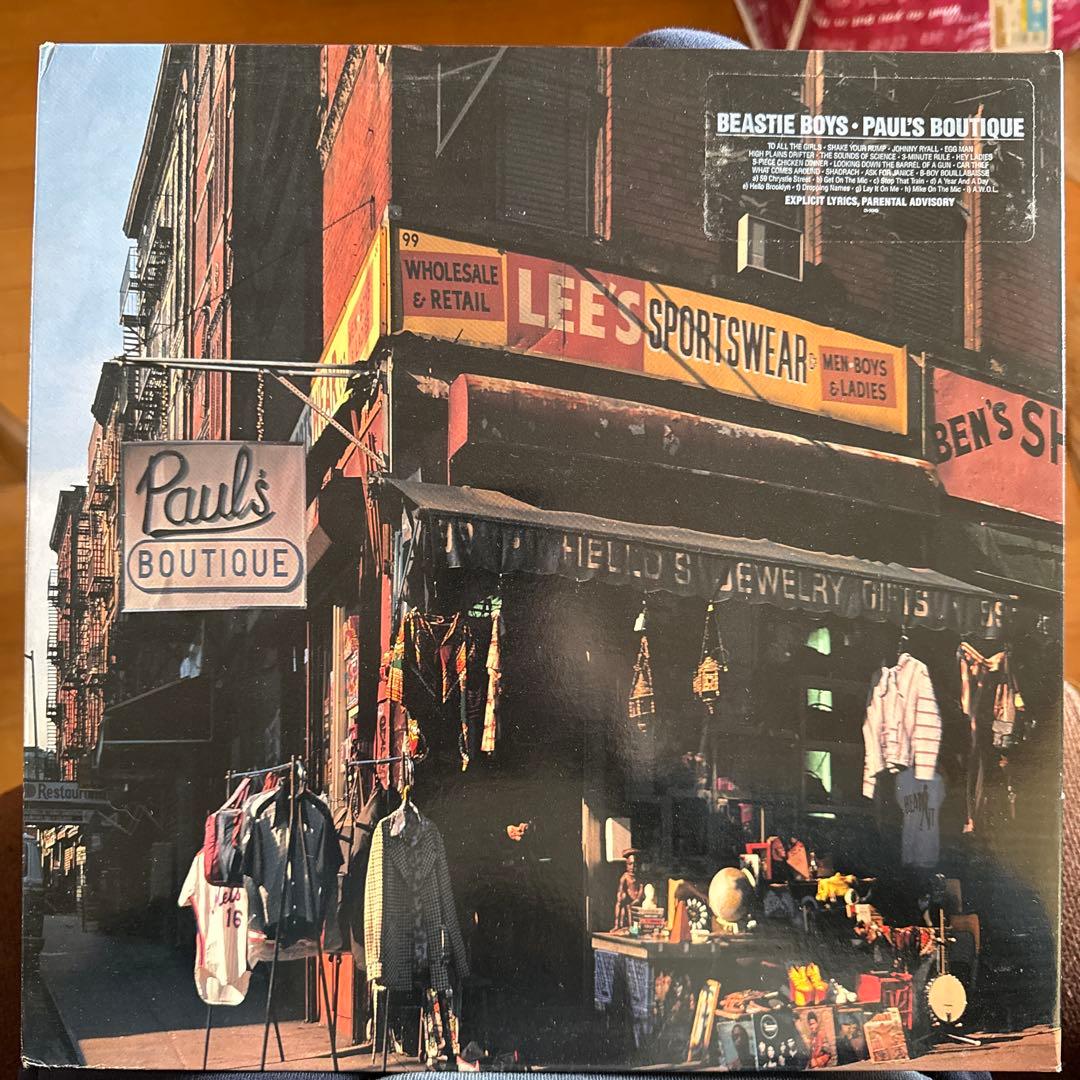 BEASTIE BOYS • PAUL'S BOUTIQUE
TO ALL THE GIRLS • SHAKE YOUR RUMP • JOHNNY RYALL • EGG MAN
HIGH PLAINS DRIFTER • THE SOUNDS OF SCIENCE • 3-MINUTE RULE • HEY LADIES
5-PIECE CHICKEN DINNER • LOOKING DOWN THE BARREL OF A GUN • CAR THIEF
WHAT COMES AROUND • SHADRACH • ASK FOR JANICE • B-BOY BOUILLABAISSE
a) 59 Chrystie Street • b) Get On The Mic • c) Stop That Train • d) A Year And A Day
e) Hello Brooklyn • f) Dropping Names • g) Lay It On Me • h) Mike On The Mic • i) A.W.O.L.
EXPLICIT LYRICS, PARENTAL ADVISORY
99
WHOLESALE
& RETAIL
LEE'S
SPORTSWEAR
MEN-BOYS
& LADIES
BEN'S SH
Paul's
BOUTIQUE
HELLO'S JEWELRY GIFTS
Restaur
ets
16